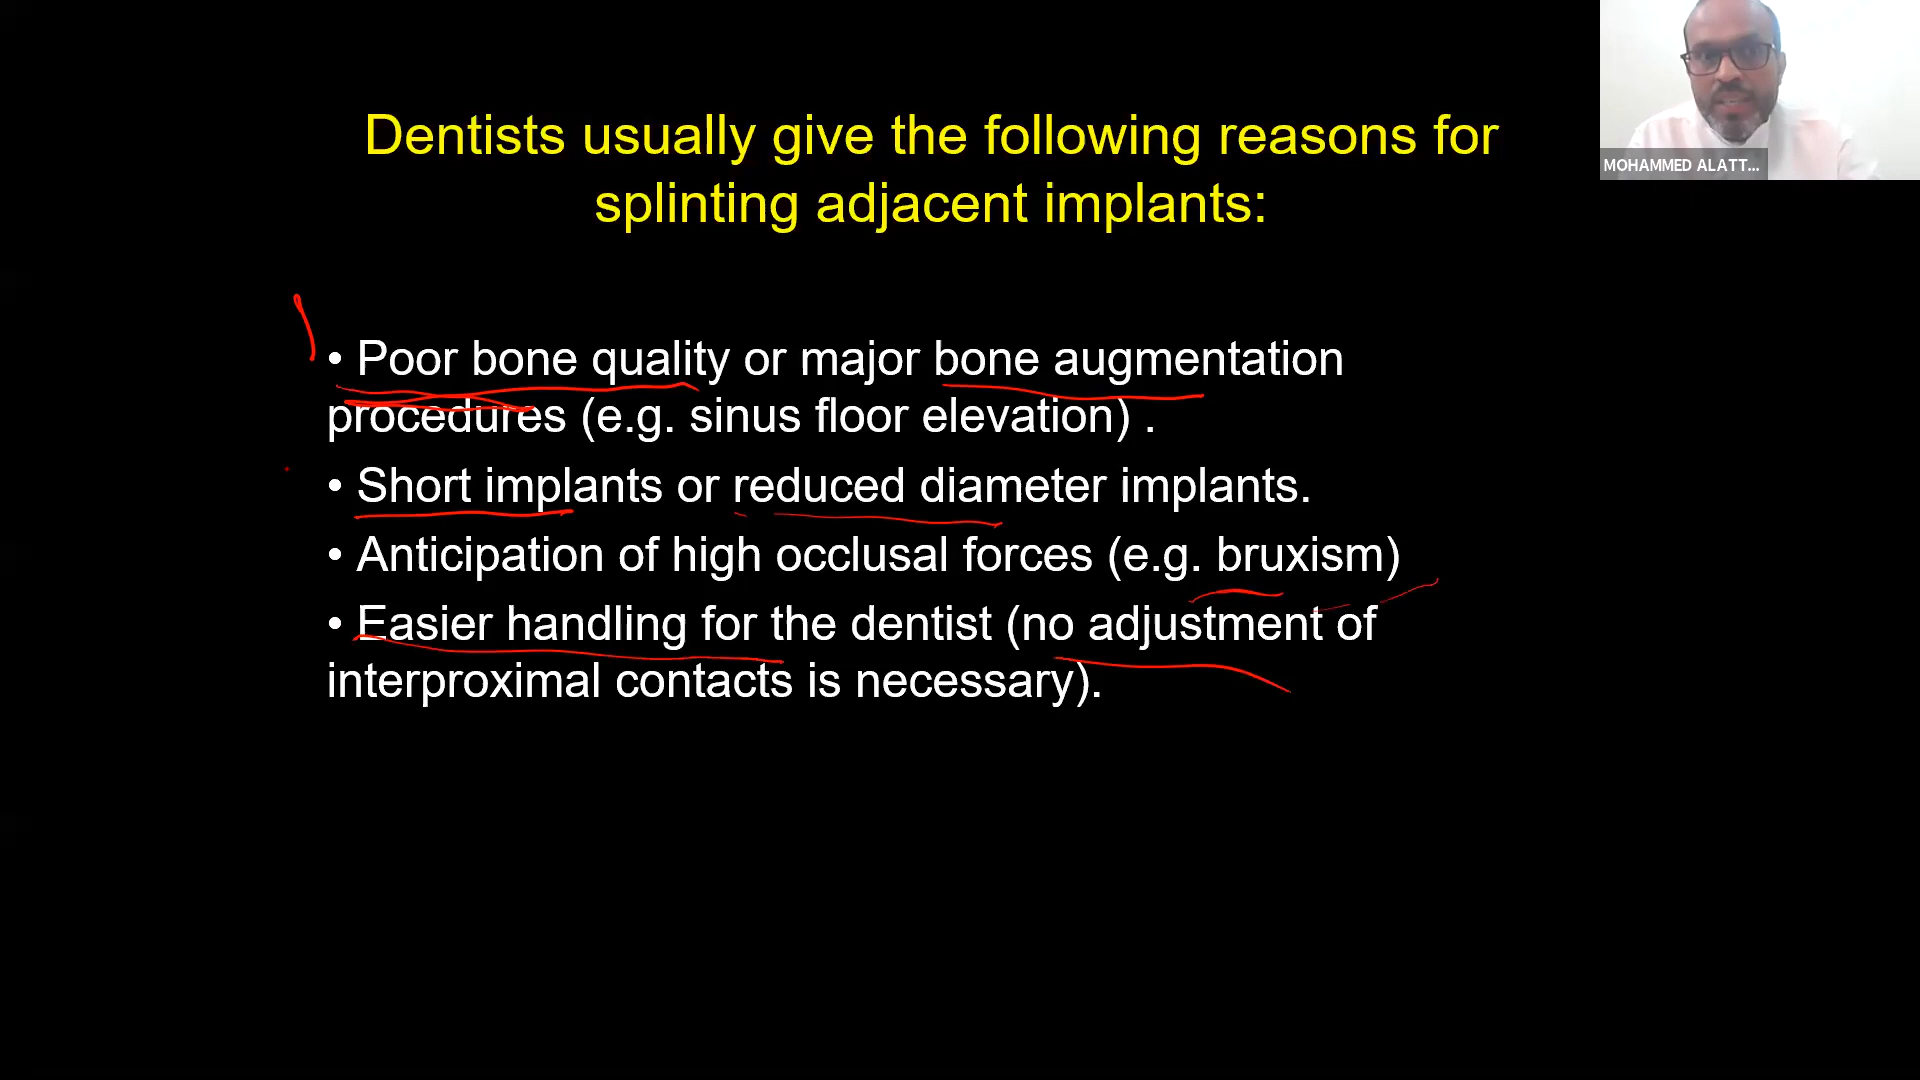 Dentists usually give the following reasons for
splinting adjacent implants:
MOHAMMED ALATT...
• Poor bone quality or major bone augmentation
procedures (e.g. sinus floor elevation) .
• Short implants or reduced diameter implants.
• Anticipation of high occlusal forces (e.g. bruxism)
• Easier handling for the dentist (no adjustment of
interproximal contacts is necessary).